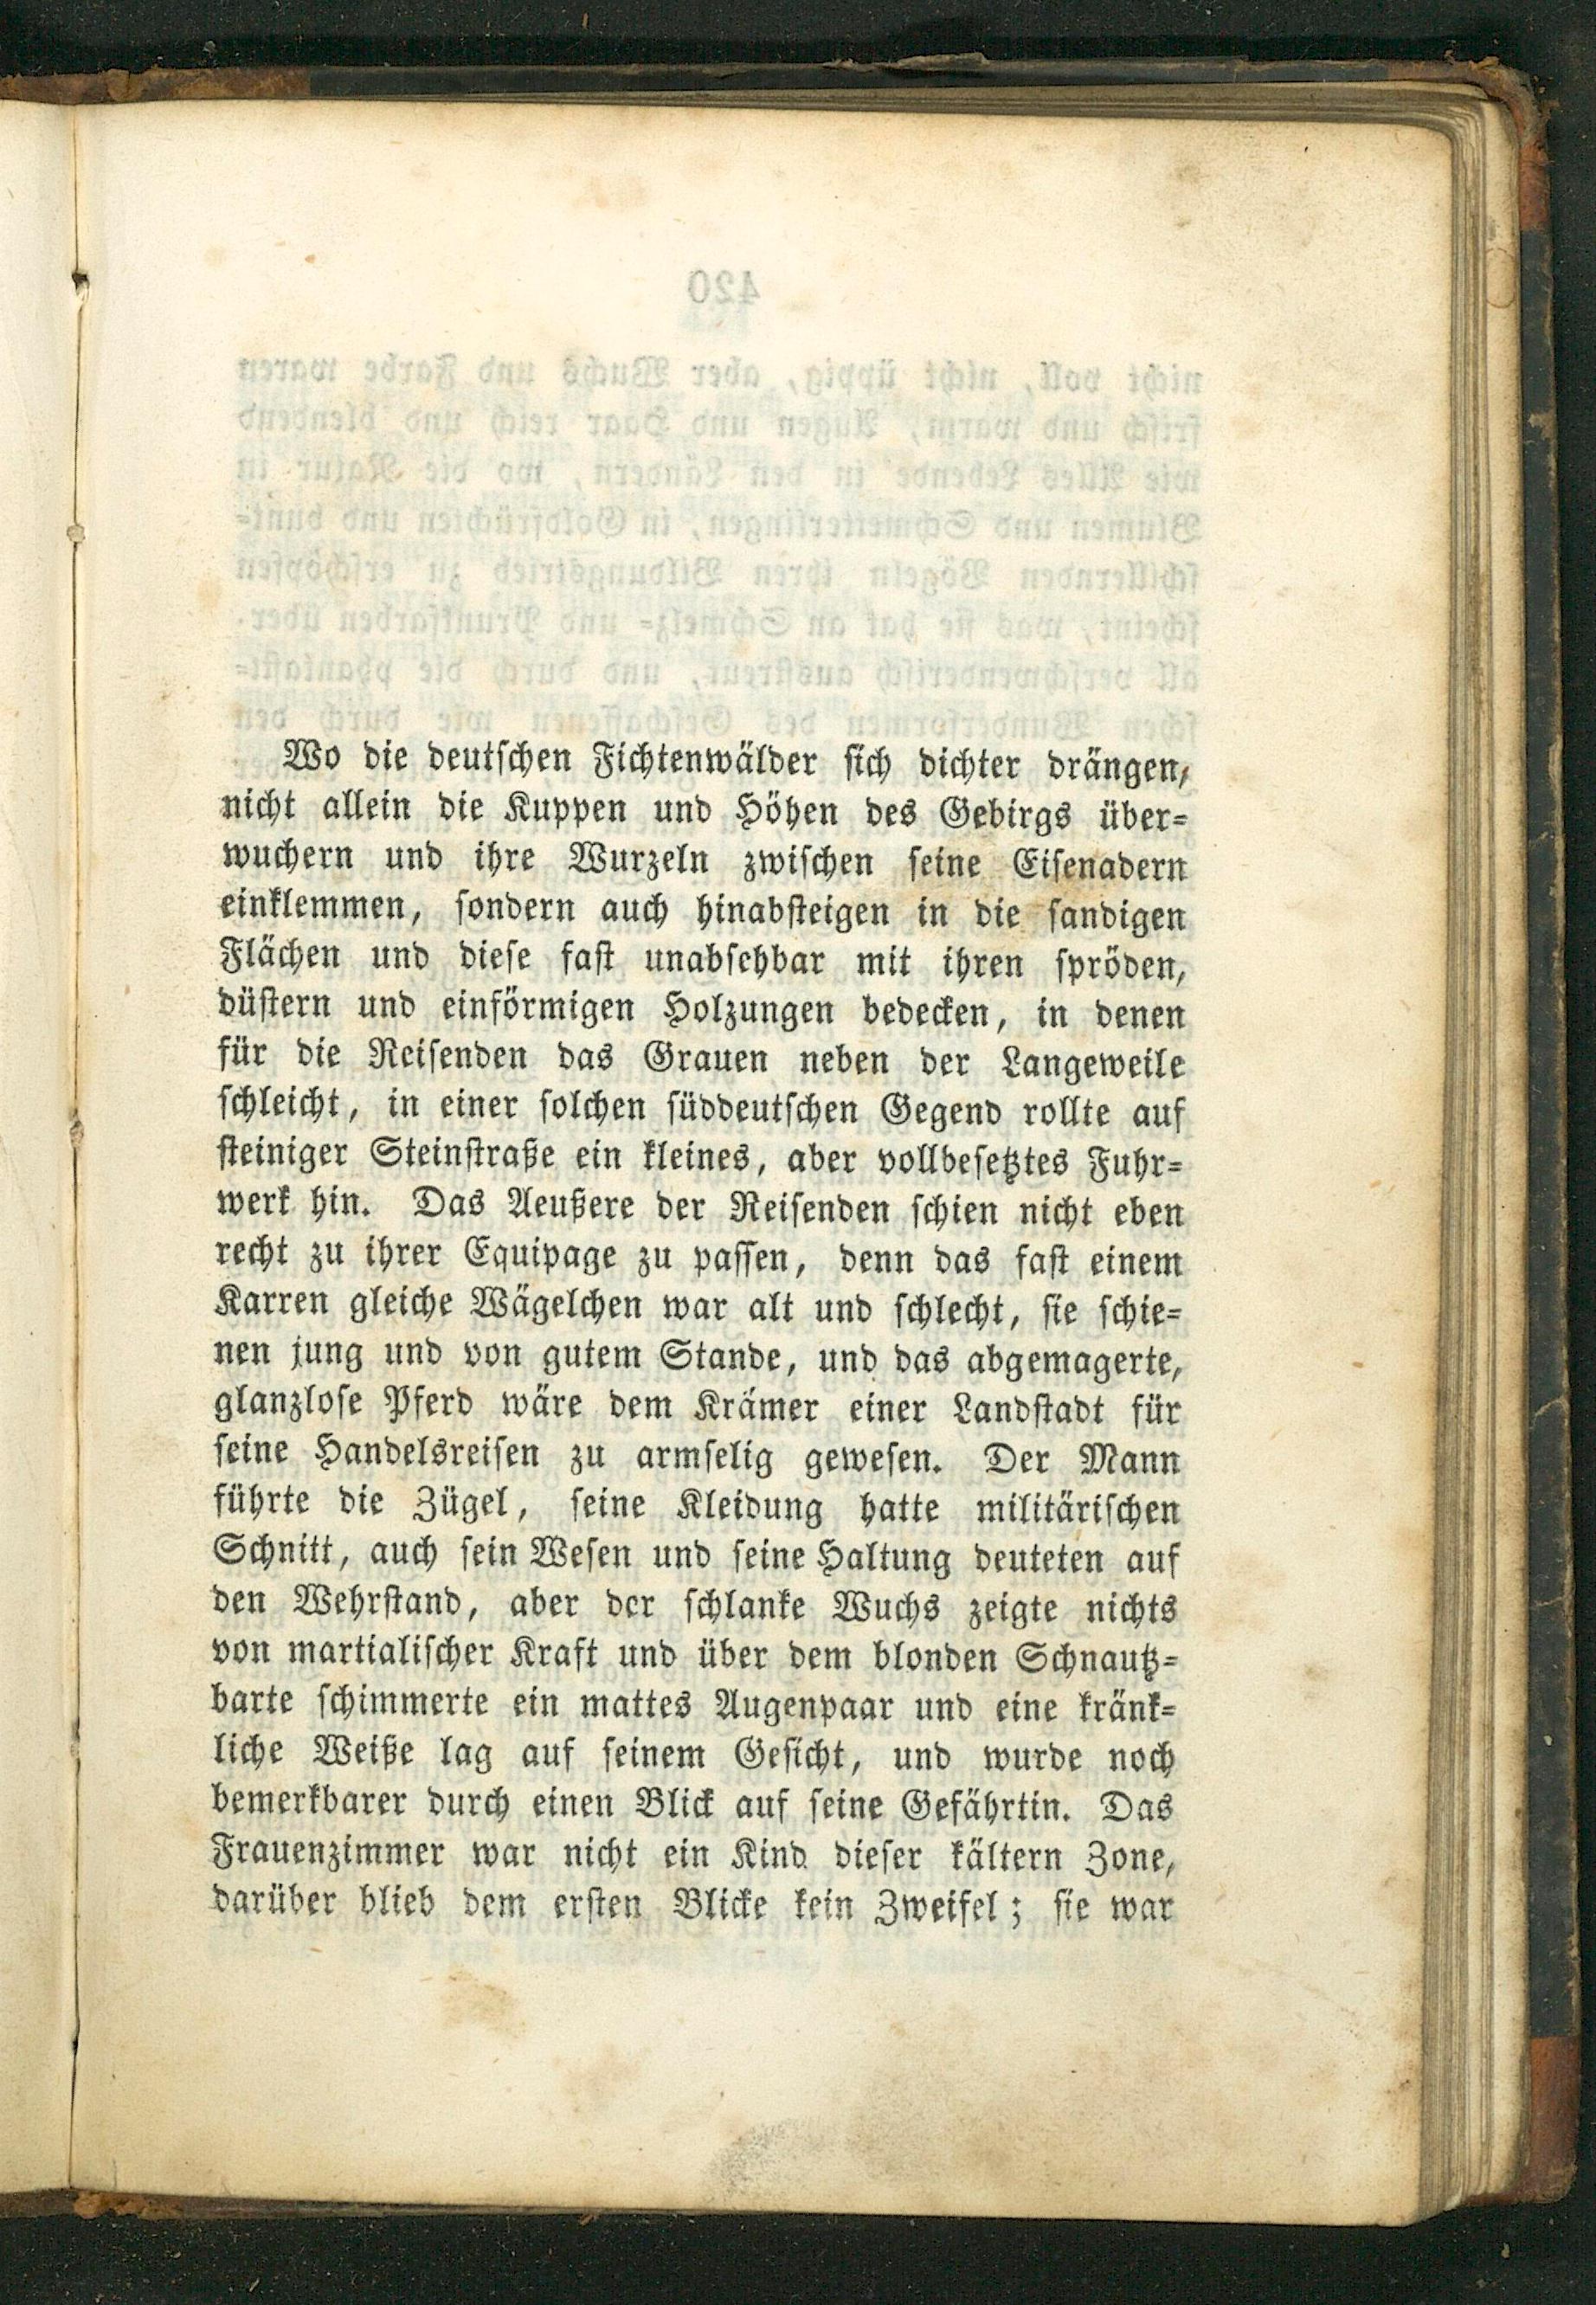 Wo die deutschen Fichtenwälder sich dichter drängen,
nicht allein die Kuppen und Höhen des Gebirgs über-
wuchern und ihre Wurzeln zwischen seine Eisenadern
einklemmen, sondern auch hinabsteigen in die sandigen
Flächen und diese fast unabsehbar mit ihren spröden,
düstern und einförmigen Holzungen bedecken, in denen
für die Reisenden das Grauen neben der Langeweile
schleicht, in einer solchen süddeutschen Gegend rollte auf
steiniger Steinstraße ein kleines, aber vollbesetztes Fuhr-
werk hin. Das Aeußere der Reisenden schien nicht eben
recht zu ihrer Equipage zu passen, denn das fast einem
Karren gleiche Wägelchen war alt und schlecht, sie schie-
nen jung und von gutem Stande, und das abgemagerte,
glanzlose Pferd wäre dem Krämer einer Landstadt für
seine Handelsreisen zu armselig gewesen. Der Mann
führte die Zügel, seine Kleidung hatte militärischen
Schnitt, auch sein Wesen und seine Haltung deuteten auf
den Wehrstand, aber der schlanke Wuchs zeigte nichts
von martialischer Kraft und über dem blonden Schnautz-
barte schimmerte ein mattes Augenpaar und eine kränk-
liche Weiße lag auf seinem Gesicht, und wurde noch
bemerkbarer durch einen Blick auf seine Gefährtin. Das
Frauenzimmer war nicht ein Kind dieser kältern Zone,
darüber blieb dem ersten Blicke kein Zweifel; sie war